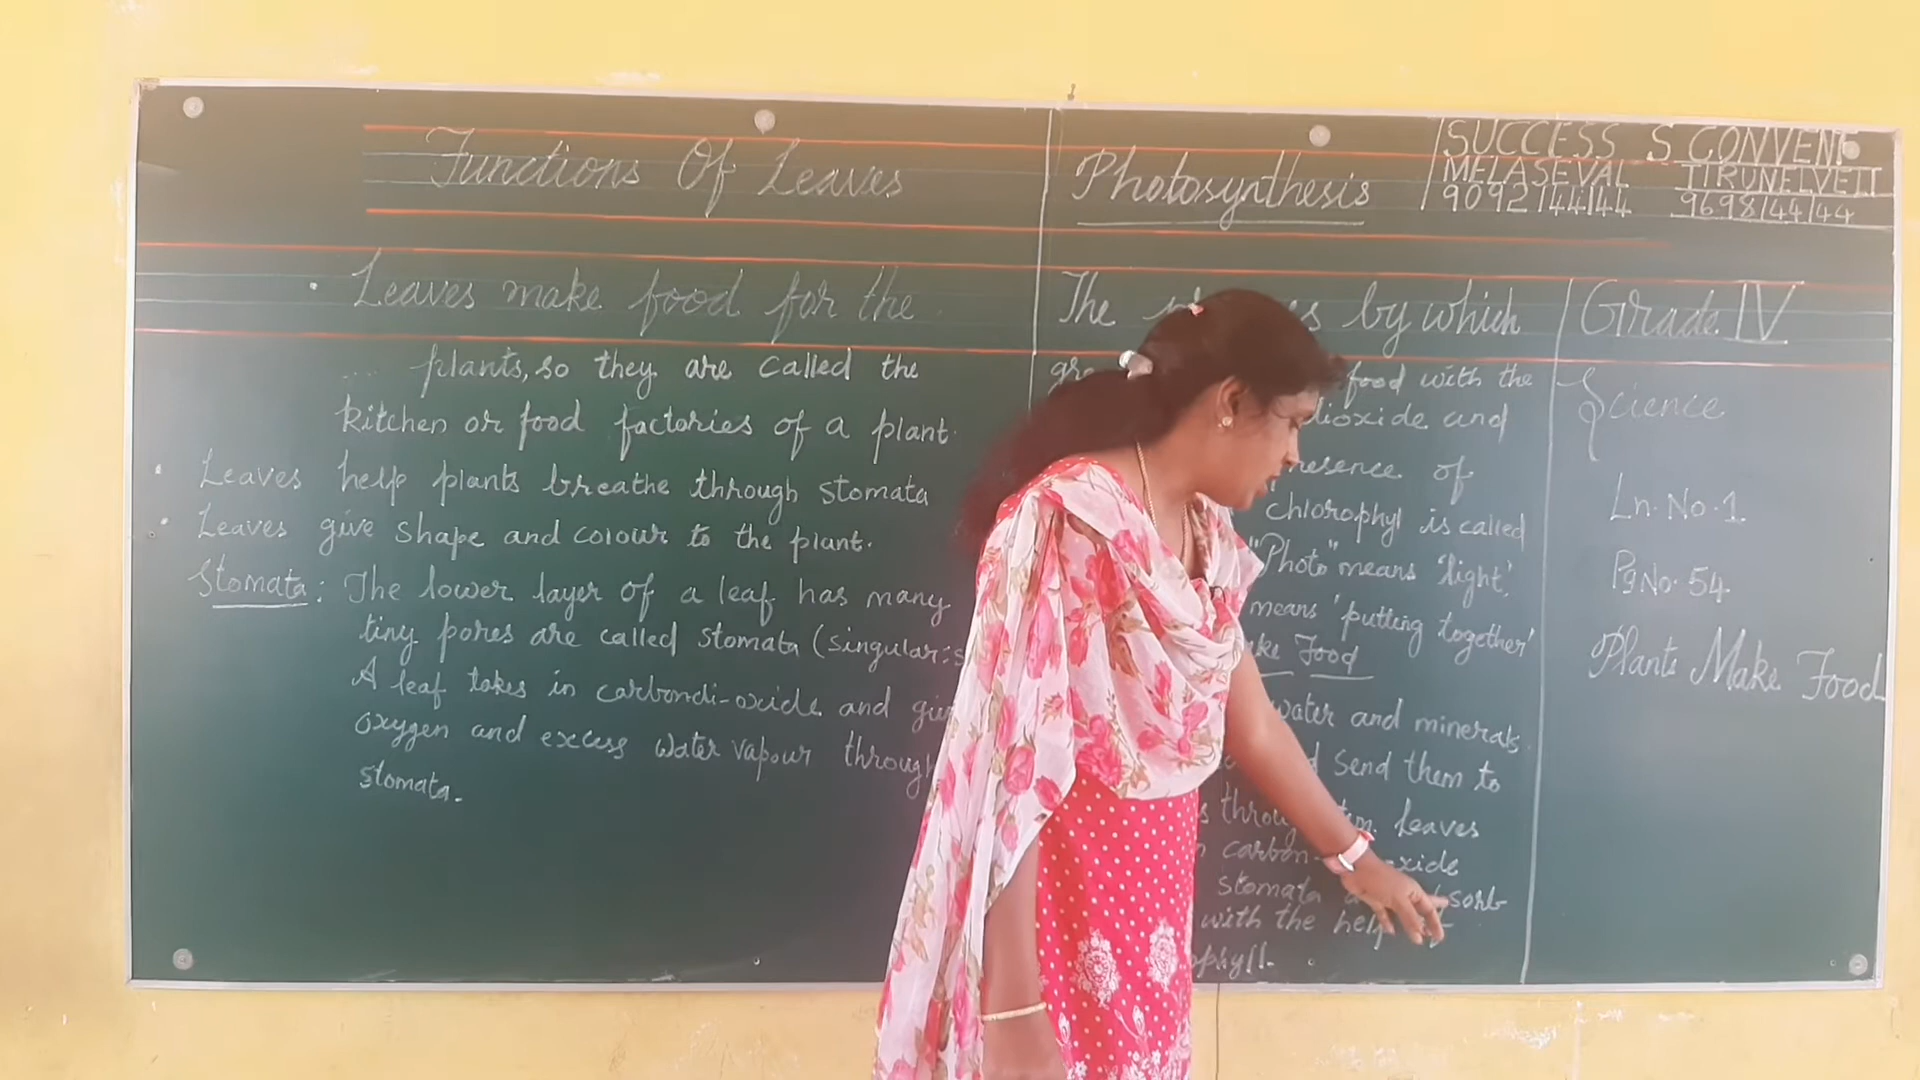 Functions Of Leaves
. Leaves make food for the
plants, so they are called the
kitchen or food factories of a plant.
. Leaves help plants breathe through stomata
. Leaves give shape and colour to the plant.
Stomata: The lower layer of a leaf has many
tiny pores are called stomata (singular:
A leaf takes in carbondi-oxide and
oxygen and excess water vapour through
stomata.
Photosynthesis
The by which
food with the
and
of
chlorophyl is called
"Photo" means 'light'.
means 'putting together'
Food
water and minerals.
send them to
Leaves
carbon
stomata
with the
SUCCESS S CONVENT
MELASEVAL TIRUNELVELI
9092144144 9698144144
Grade IV
Science
Ln. No. 1
Pg No. 54
Plants Make Food